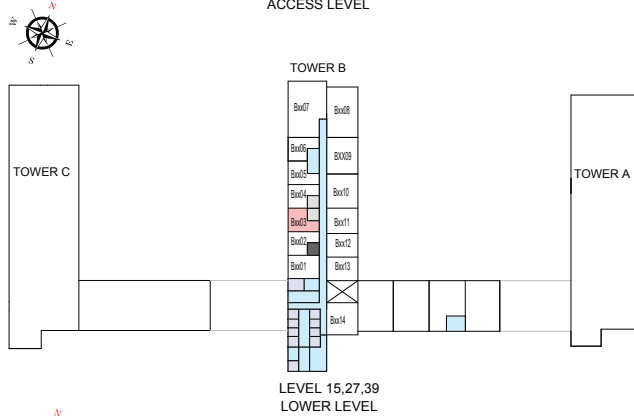 ACCESS LEVEL
N
W
E
S
TOWER B
Bxx07
Bxx08
Bxx06
BXX09
Bxx05
TOWER C
TOWER A
Bxx04
Bxx10
Bxx03
Bxx11
Bxx02
Bxx12
Bxx01
Bxx13
Bxx14
LEVEL 15,27,39
LOWER LEVEL
N